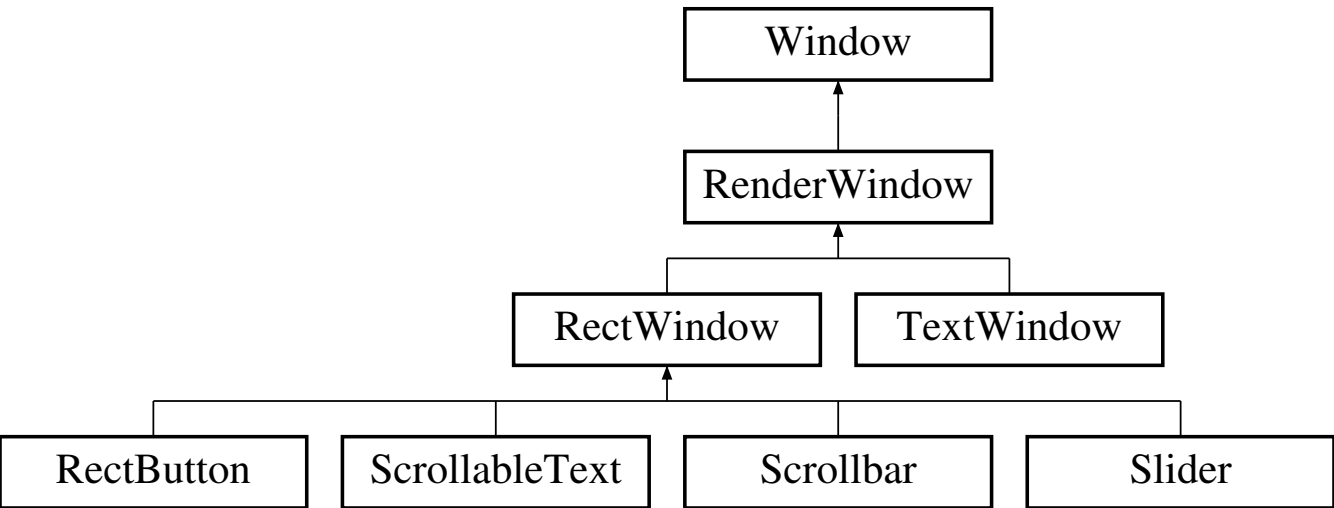 Window
RenderWindow
RectWindow
TextWindow
RectButton
ScrollableText
Scrollbar
Slider